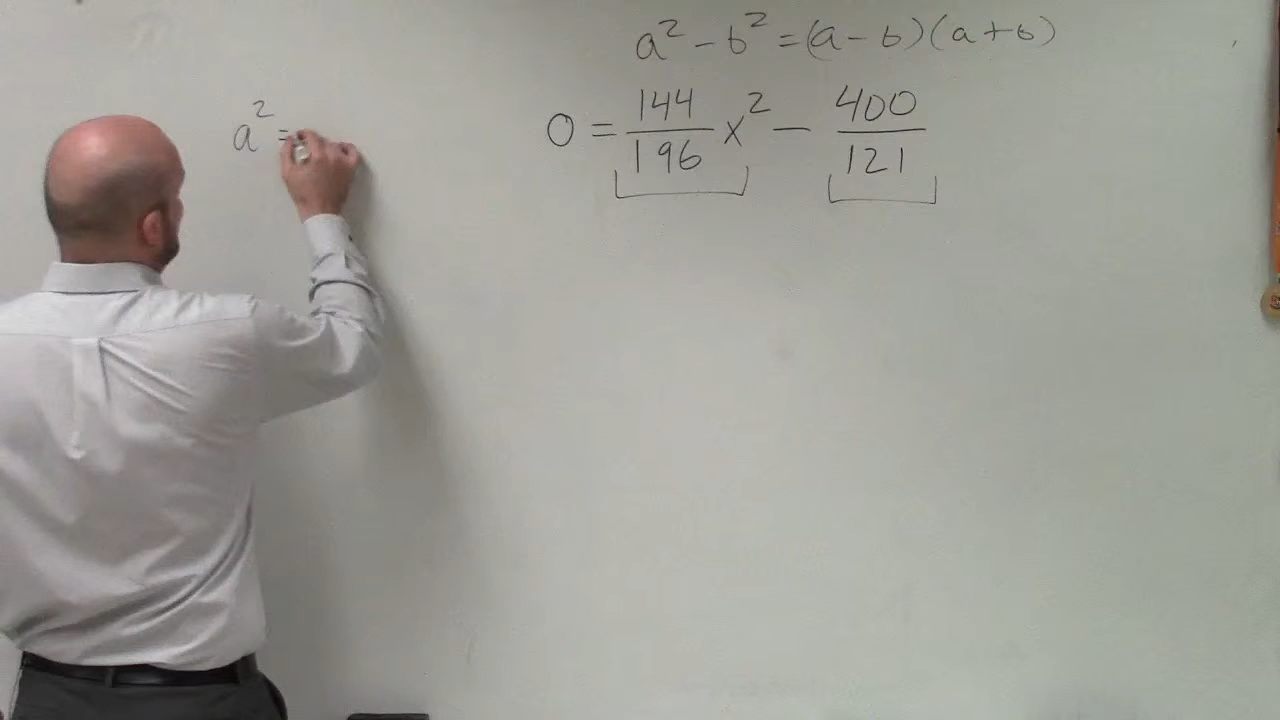 a² - b² = (a - b)(a + b)
a² =
0 = 144/196 x² - 400/121